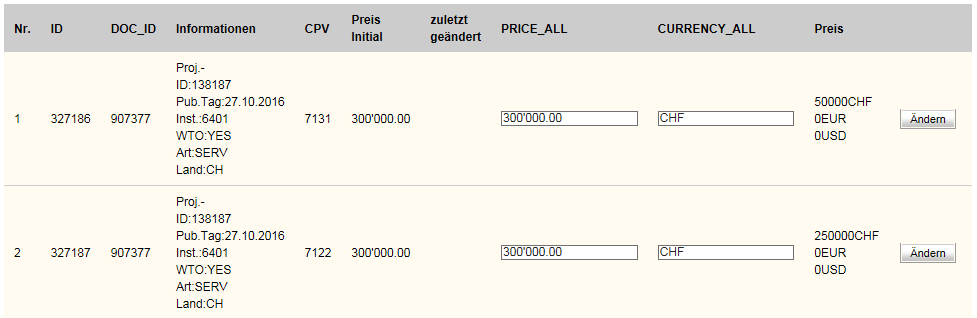 Nr. ID DOC_ID Informationen CPV Preis Initial zuletzt geändert PRICE_ALL CURRENCY_ALL Preis
Proj.-
ID:138187
Pub.Tag:27.10.2016
Inst.:6401
WTO:YES
Art:SERV
Land:CH
1 327186 907377 7131 300'000.00 300'000.00 CHF
50000CHF
0EUR
0USD
Ändern
Proj.-
ID:138187
Pub.Tag:27.10.2016
Inst.:6401
WTO:YES
Art:SERV
Land:CH
2 327187 907377 7122 300'000.00 300'000.00 CHF
250000CHF
0EUR
0USD
Ändern